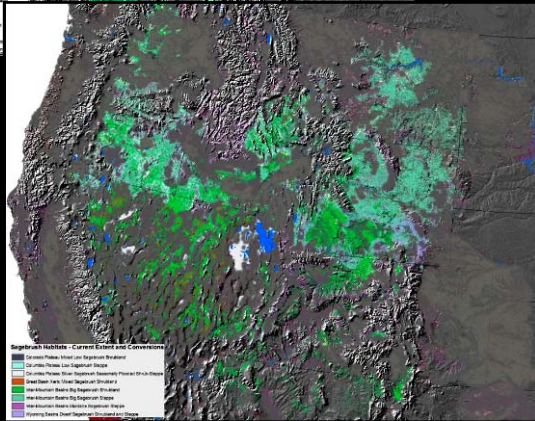 Sagebrush Habitats - Current Extent and Conversions
Colorado Plateau Mixed Low Sagebrush Shrubland
Columbia Plateau Low Sagebrush Steppe
Columbia Plateau Silver Sagebrush Seasonally Flooded Shrub-Steppe
Great Basin Xeric Mixed Sagebrush Shrubland
Inter-Mountain Basins Big Sagebrush Shrubland
Inter-Mountain Basins Big Sagebrush Steppe
Inter-Mountain Basins Montane Sagebrush Steppe
Wyoming Basins Dwarf Sagebrush Shrubland and Steppe